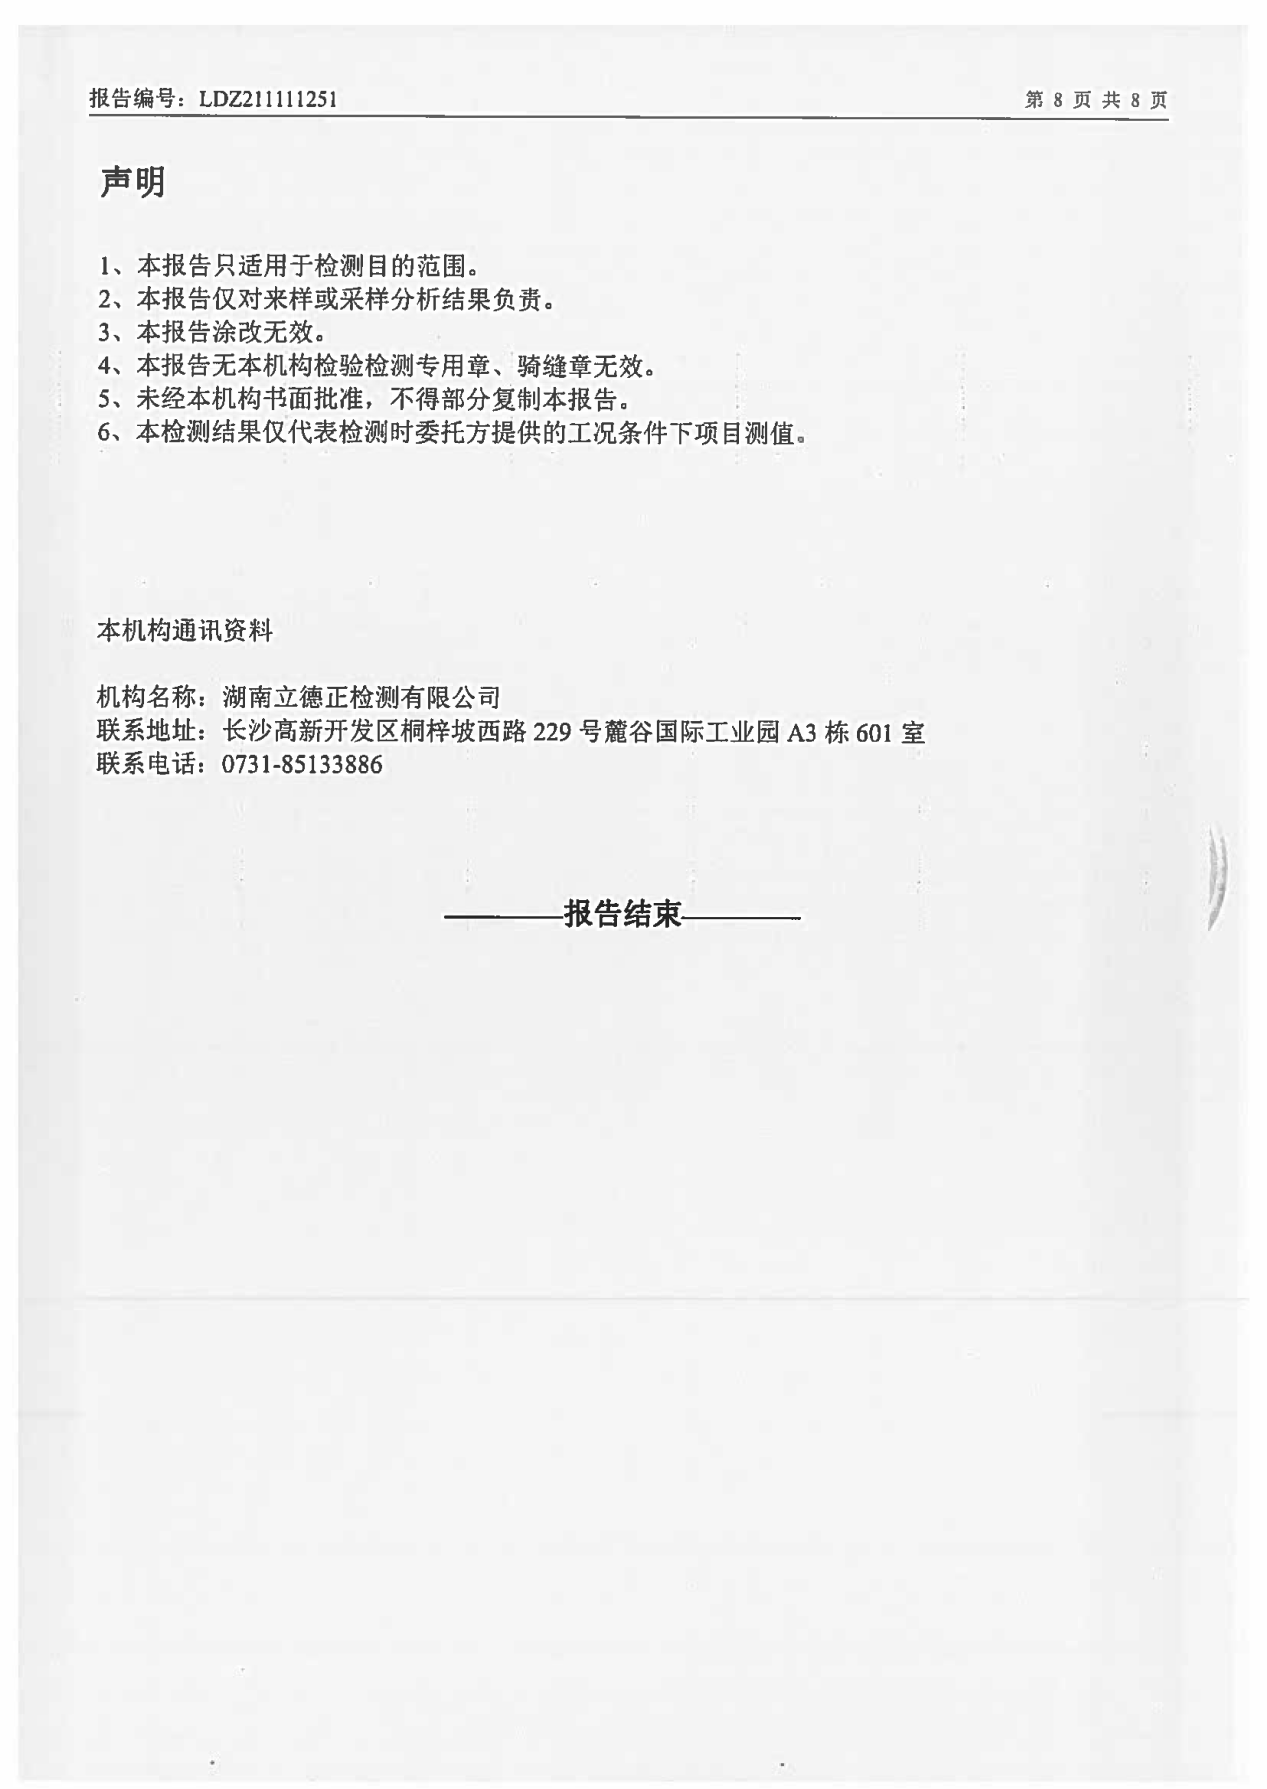 报告编号：LDZ211111251
第 8 页 共 8 页
声明
1、本报告只适用于检测目的范围。
2、本报告仅对来样或采样分析结果负责。
3、本报告涂改无效。
4、本报告无本机构检验检测专用章、骑缝章无效。
5、未经本机构书面批准，不得部分复制本报告。
6、本检测结果仅代表检测时委托方提供的工况条件下项目测值。
本机构通讯资料
机构名称：湖南立德正检测有限公司
联系地址：长沙高新开发区桐梓坡西路 229 号麓谷国际工业园 A3 栋 601 室
联系电话：0731-85133886
———报告结束———